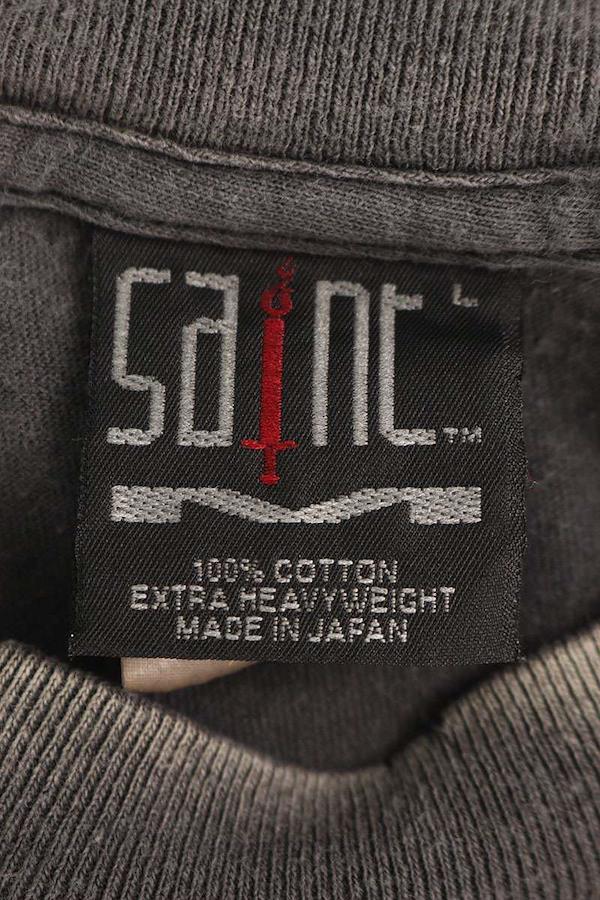 saint L
™
100% COTTON
EXTRA HEAVYWEIGHT
MADE IN JAPAN